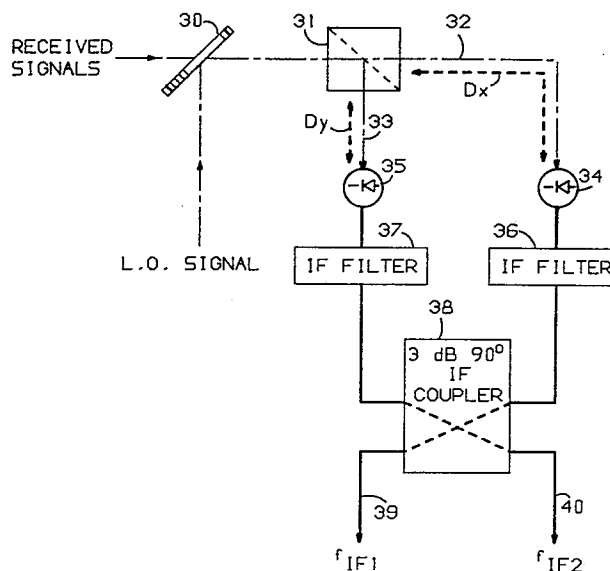 30
31
32
RECEIVED
SIGNALS
Dy
33
Dx
35
34
37
36
L.O. SIGNAL
IF FILTER
IF FILTER
38
3 dB 90°
IF
COUPLER
39
40
fIF1
fIF2